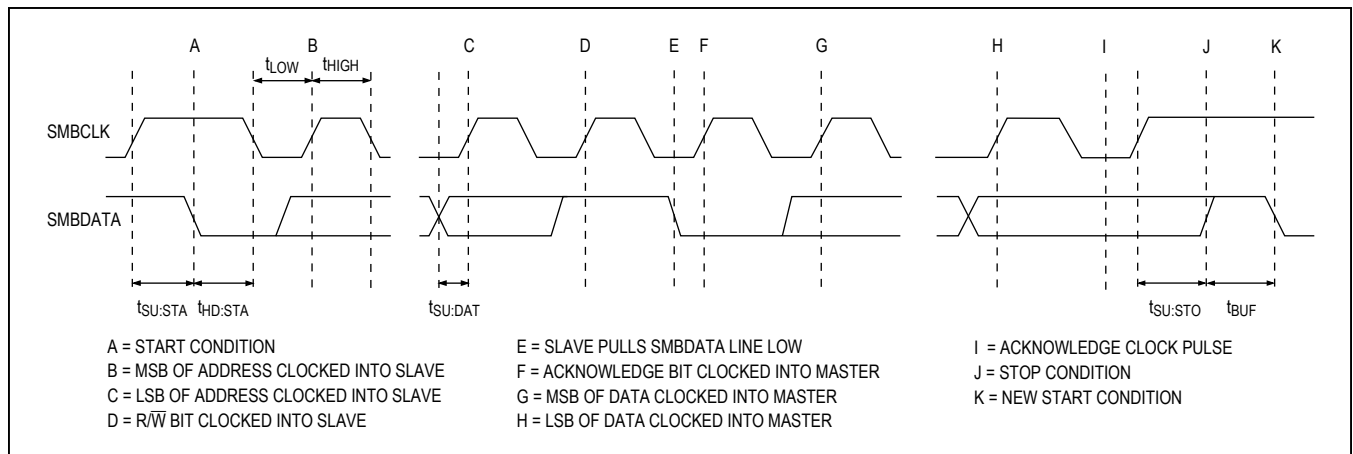 A B C D E F G H I J K
tLOW tHIGH
SMBCLK
SMBDATA
tSU:STA tHD:STA tSU:DAT tSU:STO tBUF
A = START CONDITION
B = MSB OF ADDRESS CLOCKED INTO SLAVE
C = LSB OF ADDRESS CLOCKED INTO SLAVE
D = R/W̅ BIT CLOCKED INTO SLAVE
E = SLAVE PULLS SMBDATA LINE LOW
F = ACKNOWLEDGE BIT CLOCKED INTO MASTER
G = MSB OF DATA CLOCKED INTO MASTER
H = LSB OF DATA CLOCKED INTO MASTER
I = ACKNOWLEDGE CLOCK PULSE
J = STOP CONDITION
K = NEW START CONDITION